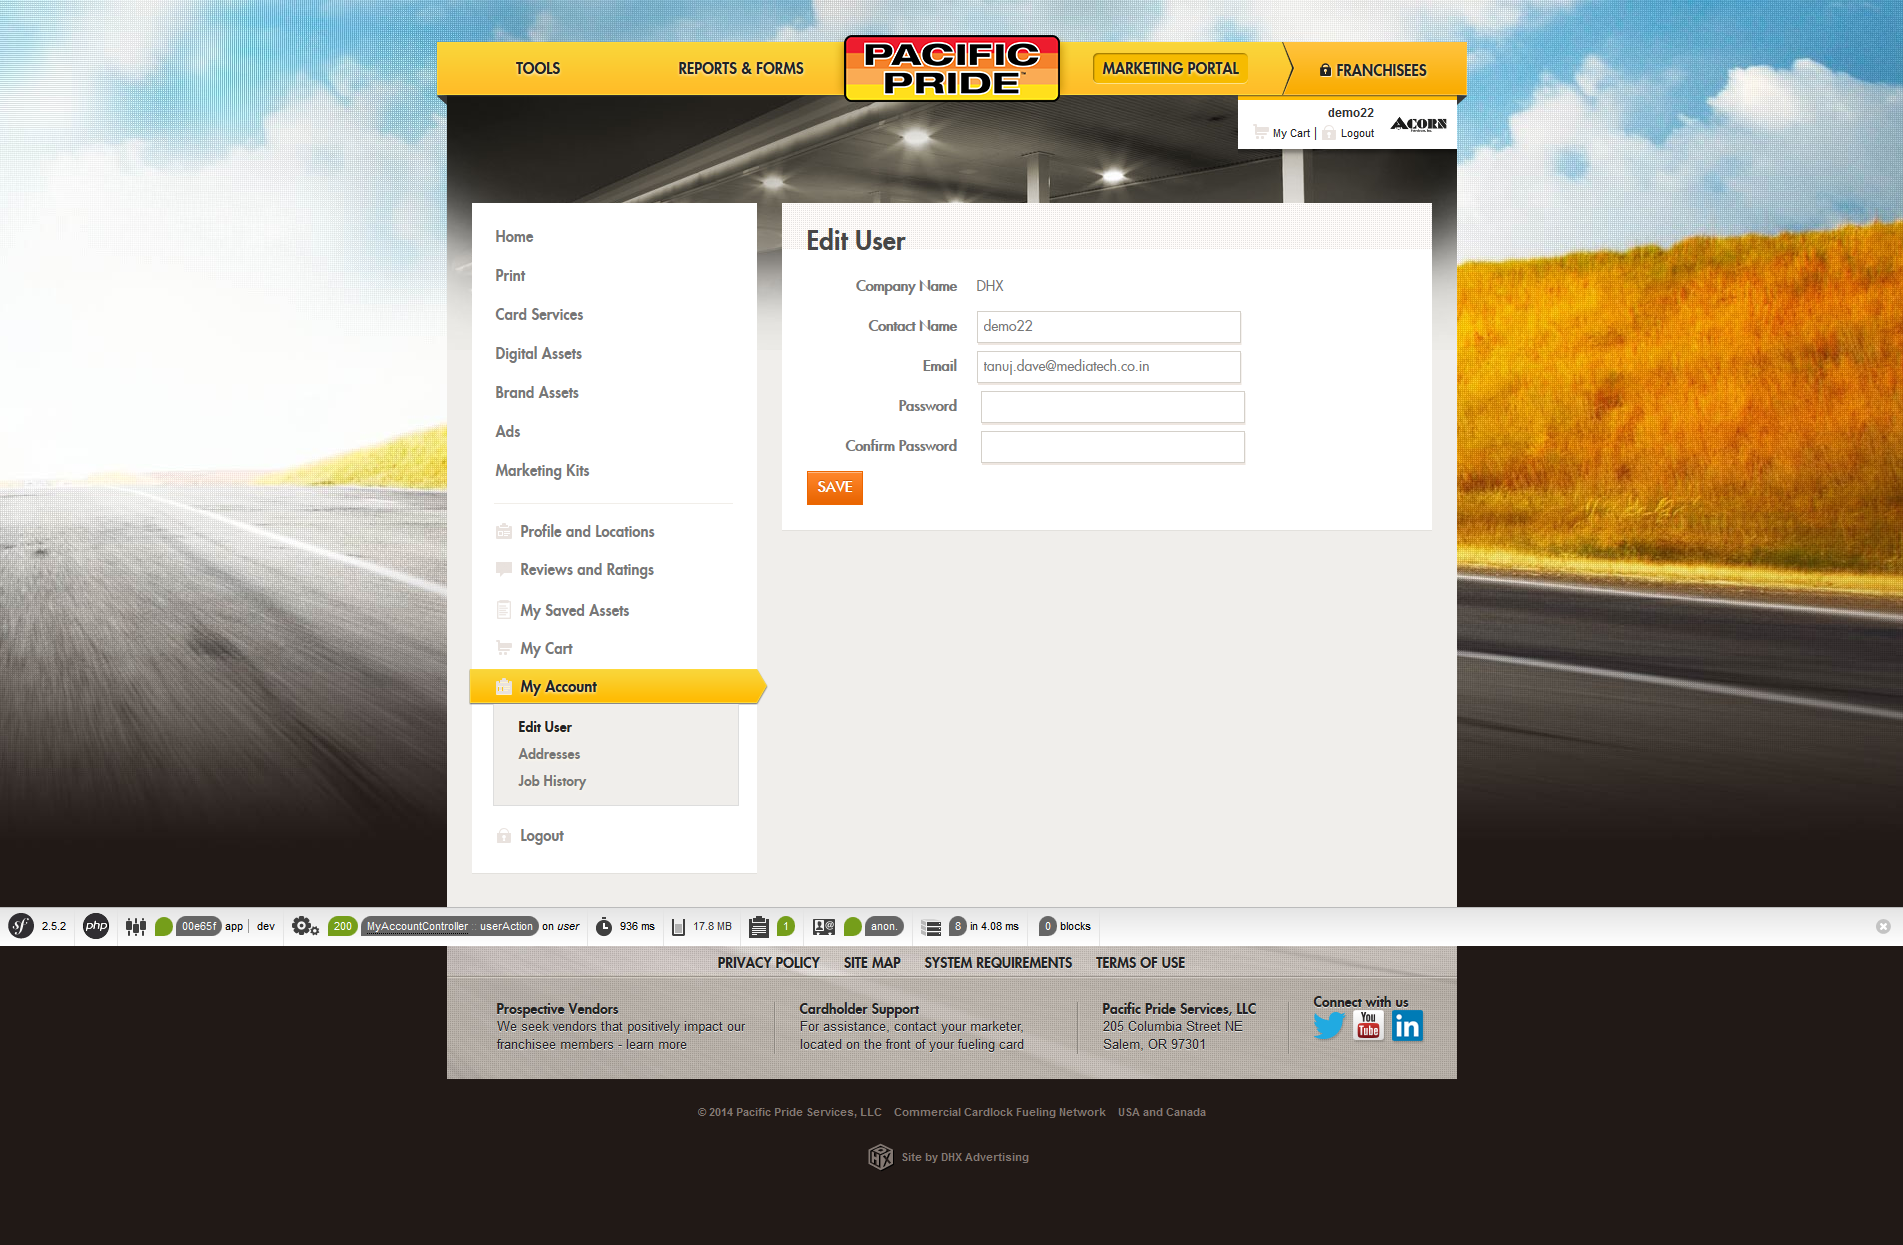 TOOLS
REPORTS & FORMS
PACIFIC
PRIDE
MARKETING PORTAL
FRANCHISEES
demo22
My Cart | Logout
ACORN
Home
Print
Card Services
Digital Assets
Brand Assets
Ads
Marketing Kits
Profile and Locations
Reviews and Ratings
My Saved Assets
My Cart
My Account
Edit User
Addresses
Job History
Logout
Edit User
Company Name DHX
Contact Name demo22
Email tanuj.dave@mediatech.co.in
Password
Confirm Password
SAVE
sf 2.5.2 php 00e65f app dev 200 MyAccountController :: userAction on user 936 ms 17.8 MB 1 anon. 8 in 4.08 ms 0 blocks
PRIVACY POLICY SITE MAP SYSTEM REQUIREMENTS TERMS OF USE
Prospective Vendors
We seek vendors that positively impact our
franchisee members - learn more
Cardholder Support
For assistance, contact your marketer,
located on the front of your fueling card
Pacific Pride Services, LLC
205 Columbia Street NE
Salem, OR 97301
Connect with us
You
Tube
in
© 2014 Pacific Pride Services, LLC Commercial Cardlock Fueling Network USA and Canada
DHX
Site by DHX Advertising